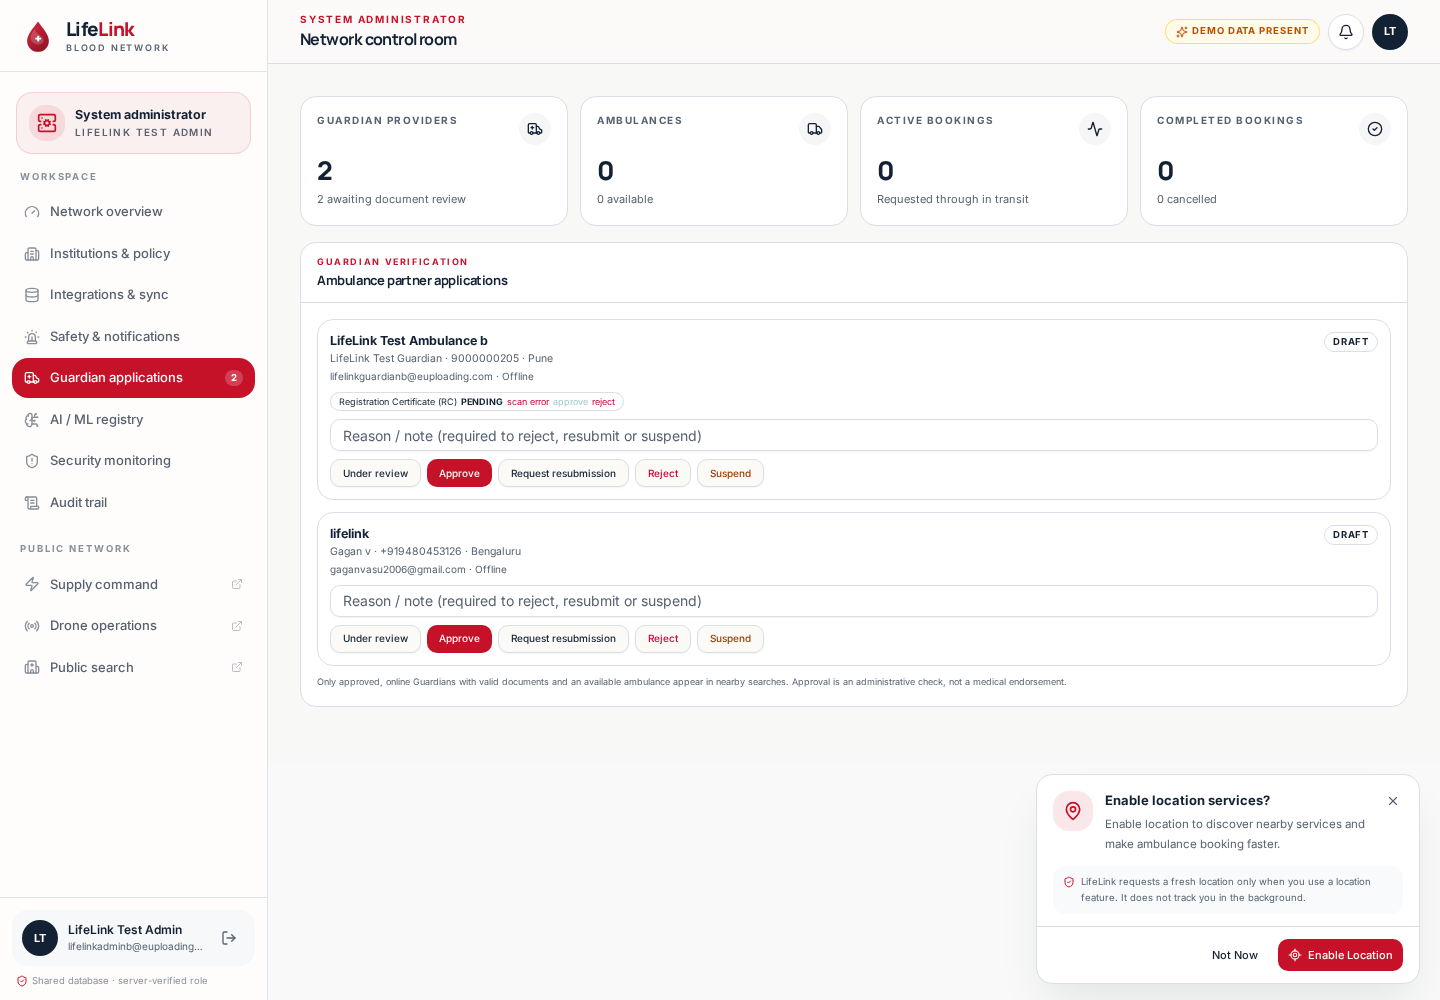 LifeLink
BLOOD NETWORK
System administrator
LIFELINK TEST ADMIN
WORKSPACE
Network overview
Institutions & policy
Integrations & sync
Safety & notifications
Guardian applications 2
AI / ML registry
Security monitoring
Audit trail
PUBLIC NETWORK
Supply command
Drone operations
Public search
LT
LifeLink Test Admin
lifelinkadminb@euploading...
Shared database · server-verified role
SYSTEM ADMINISTRATOR
Network control room
DEMO DATA PRESENT
LT
GUARDIAN PROVIDERS
2
2 awaiting document review
AMBULANCES
0
0 available
ACTIVE BOOKINGS
0
Requested through in transit
COMPLETED BOOKINGS
0
0 cancelled
GUARDIAN VERIFICATION
Ambulance partner applications
LifeLink Test Ambulance b
DRAFT
LifeLink Test Guardian · 9000000205 · Pune
lifelinkguardianb@euploading.com · Offline
Registration Certificate (RC) PENDING scan error approve reject
Reason / note (required to reject, resubmit or suspend)
Under review Approve Request resubmission Reject Suspend
lifelink
DRAFT
Gagan v · +919480453126 · Bengaluru
gaganvasu2006@gmail.com · Offline
Reason / note (required to reject, resubmit or suspend)
Under review Approve Request resubmission Reject Suspend
Only approved, online Guardians with valid documents and an available ambulance appear in nearby searches. Approval is an administrative check, not a medical endorsement.
Enable location services?
Enable location to discover nearby services and
make ambulance booking faster.
LifeLink requests a fresh location only when you use a location
feature. It does not track you in the background.
Not Now
Enable Location